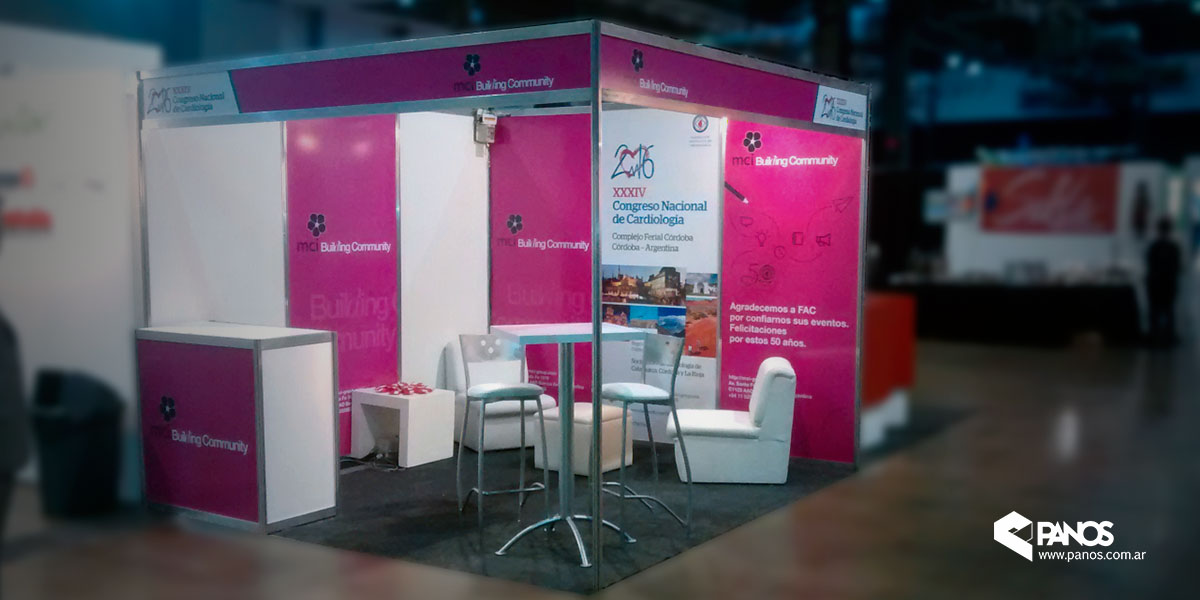 2016
XXXIV
Congreso Nacional
de Cardiología
mci Building Community
mci Building Community
XXXIV
Congreso Nacional
de Cardiología
mci Building Community
Building
Community
mci Building Community
2016
XXXIV
Congreso Nacional
de Cardiología
Complejo Ferial Córdoba
Córdoba - Argentina
mci Building Community
50
Agradecemos a FAC
por confiarnos sus eventos.
Felicitaciones
por estos 50 años.
mci Building Community
PANOS
www.panos.com.ar